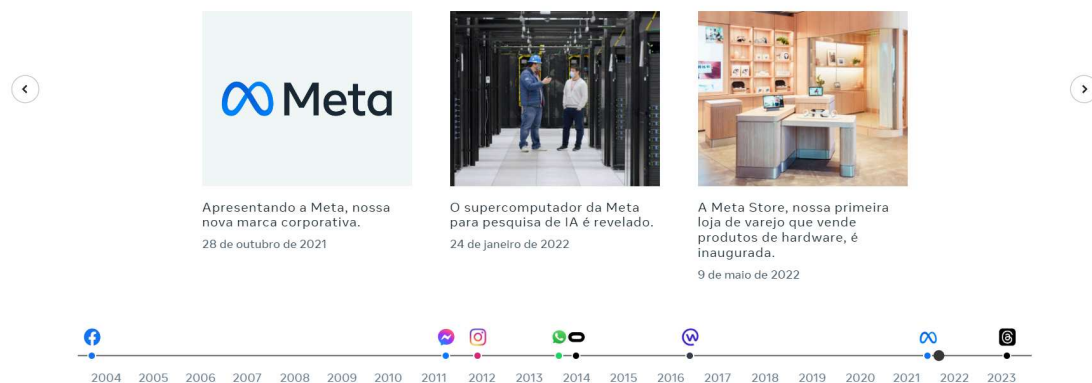 Meta
Apresentando a Meta, nossa
nova marca corporativa.
28 de outubro de 2021
O supercomputador da Meta
para pesquisa de IA é revelado.
24 de janeiro de 2022
A Meta Store, nossa primeira
loja de varejo que vende
produtos de hardware, é
inaugurada.
9 de maio de 2022
2004 2005 2006 2007 2008 2009 2010 2011 2012 2013 2014 2015 2016 2017 2018 2019 2020 2021 2022 2023